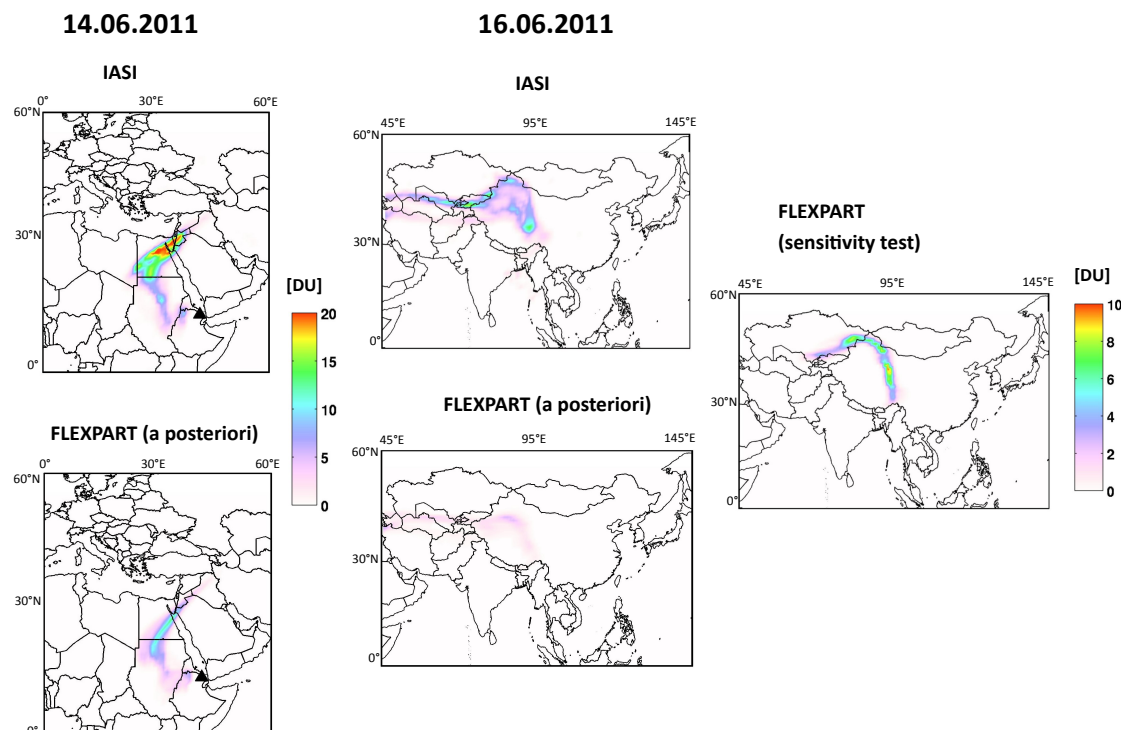 14.06.2011
16.06.2011
IASI
0° 30°E 60°E
60°N
30°N
0°
[DU]
20
15
10
5
0
FLEXPART (a posteriori)
0° 30°E 60°E
60°N
30°N
0°
IASI
45°E 95°E 145°E
60°N
30°N
0°
FLEXPART (a posteriori)
45°E 95°E 145°E
60°N
30°N
0°
FLEXPART
(sensitivity test)
45°E 95°E 145°E
60°N
30°N
0°
[DU]
10
8
6
4
2
0